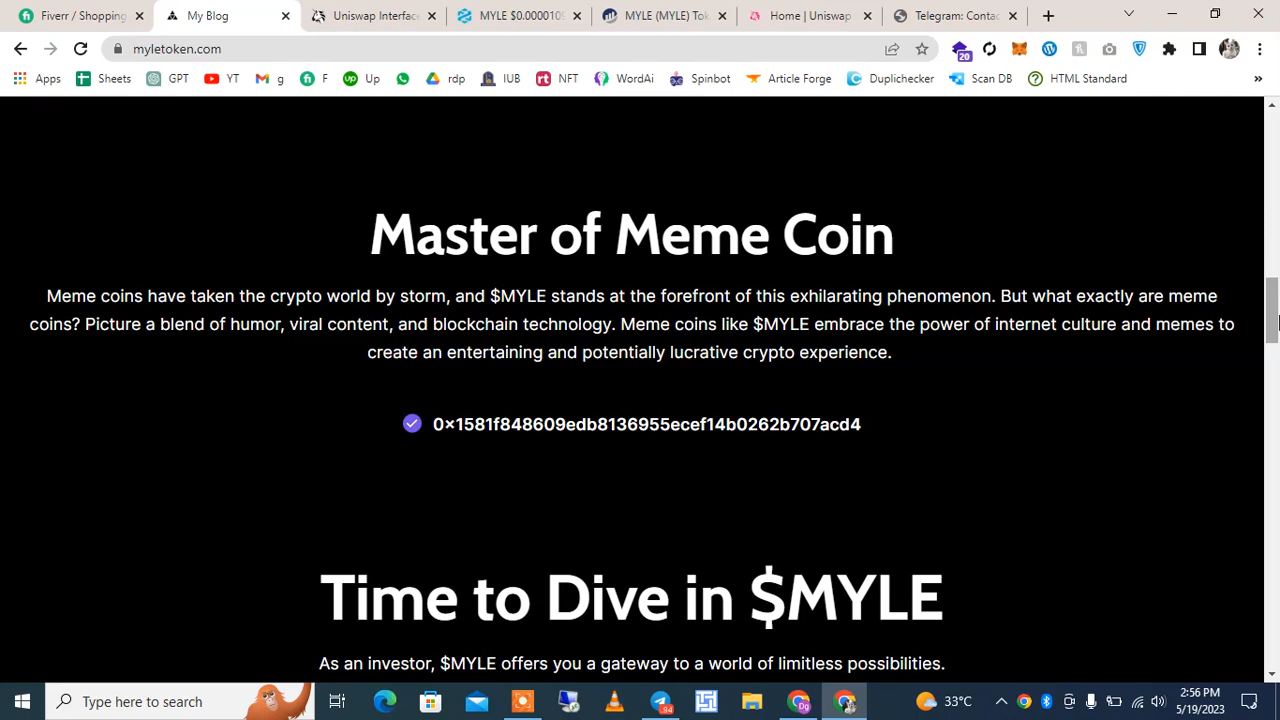 Fiverr / Shopping
My Blog
Uniswap Interface
MYLE $0.0000109
MYLE (MYLE) Tok
Home | Uniswap
Telegram: Contac
myletoken.com
20
Apps
Sheets
GPT
YT
g
F
Up
rdp
IUB
NFT
WordAi
Spinbot
Article Forge
Duplichecker
Scan DB
HTML Standard
»
Master of Meme Coin
Meme coins have taken the crypto world by storm, and $MYLE stands at the forefront of this exhilarating phenomenon. But what exactly are meme
coins? Picture a blend of humor, viral content, and blockchain technology. Meme coins like $MYLE embrace the power of internet culture and memes to
create an entertaining and potentially lucrative crypto experience.
0×1581f848609edb8136955ecef14b0262b707acd4
Time to Dive in $MYLE
As an investor, $MYLE offers you a gateway to a world of limitless possibilities.
Type here to search
94
33°C
2:56 PM
5/19/2023